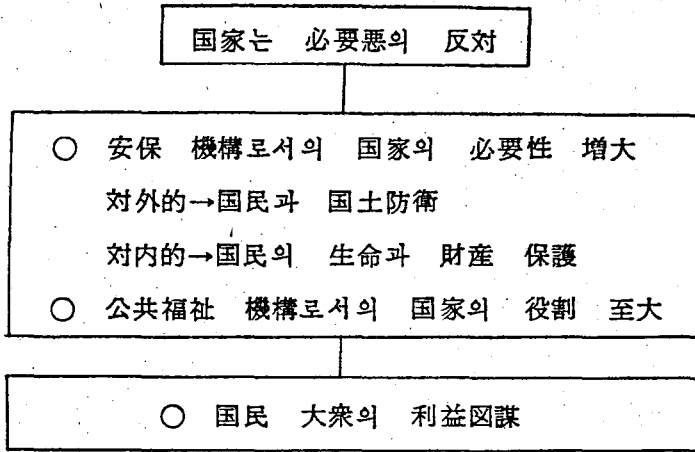 国家는 必要悪의 反対
○ 安保 機構로서의 国家의 必要性 増大
対外的→国民과 国土防衛
対内的→国民의 生命과 財産 保護
○ 公共福祉 機構로서의 国家의 役割 至大
○ 国民 大衆의 利益図謀